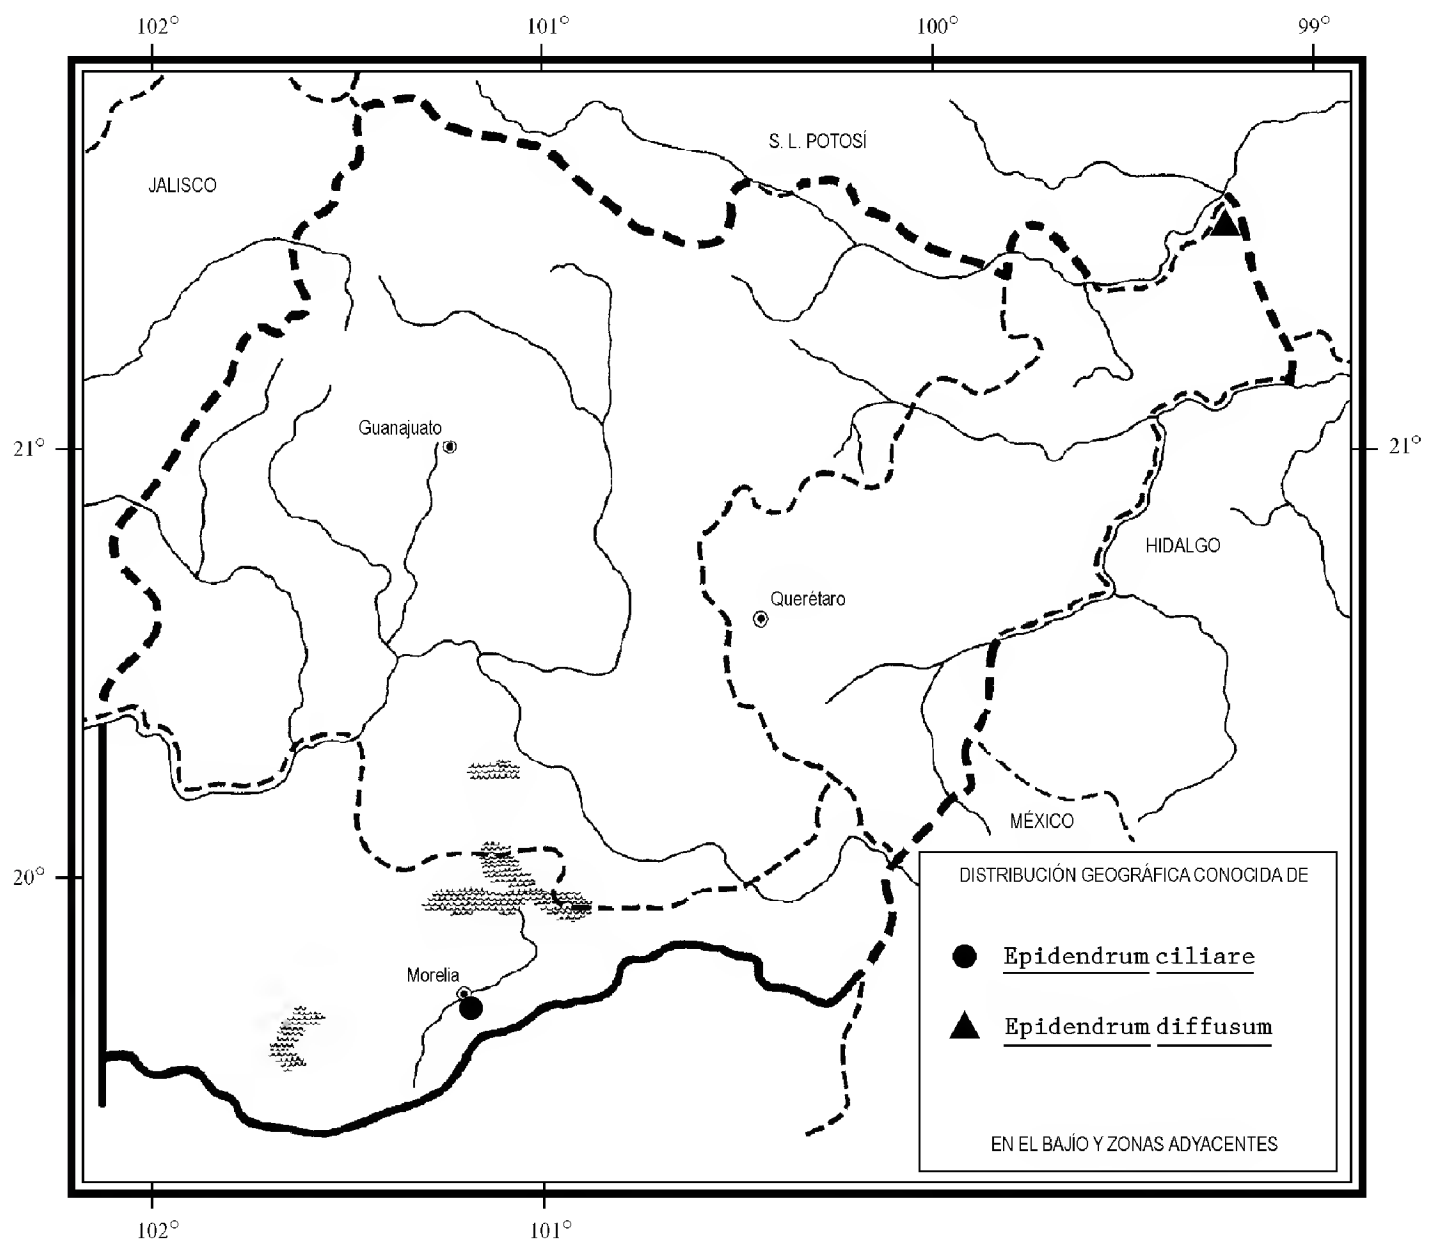 102° 101° 100° 99°
S. L. POTOSÍ
JALISCO
Guanajuato
21° 21°
HIDALGO
Querétaro
MÉXICO
20°
DISTRIBUCIÓN GEOGRÁFICA CONOCIDA DE
Epidendrum ciliare
Morelia
Epidendrum diffusum
EN EL BAJÍO Y ZONAS ADYACENTES
102° 101°